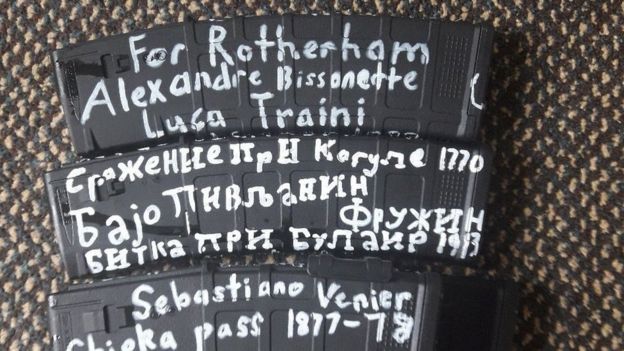 For Rotherham
Alexandre Bissonette
Luca Traini
Сражение при Кагуле 1770
Бајо Пивљанин
Фружин
Битка при Булаир 1913
Sebastiano Venier
pass 1877-78